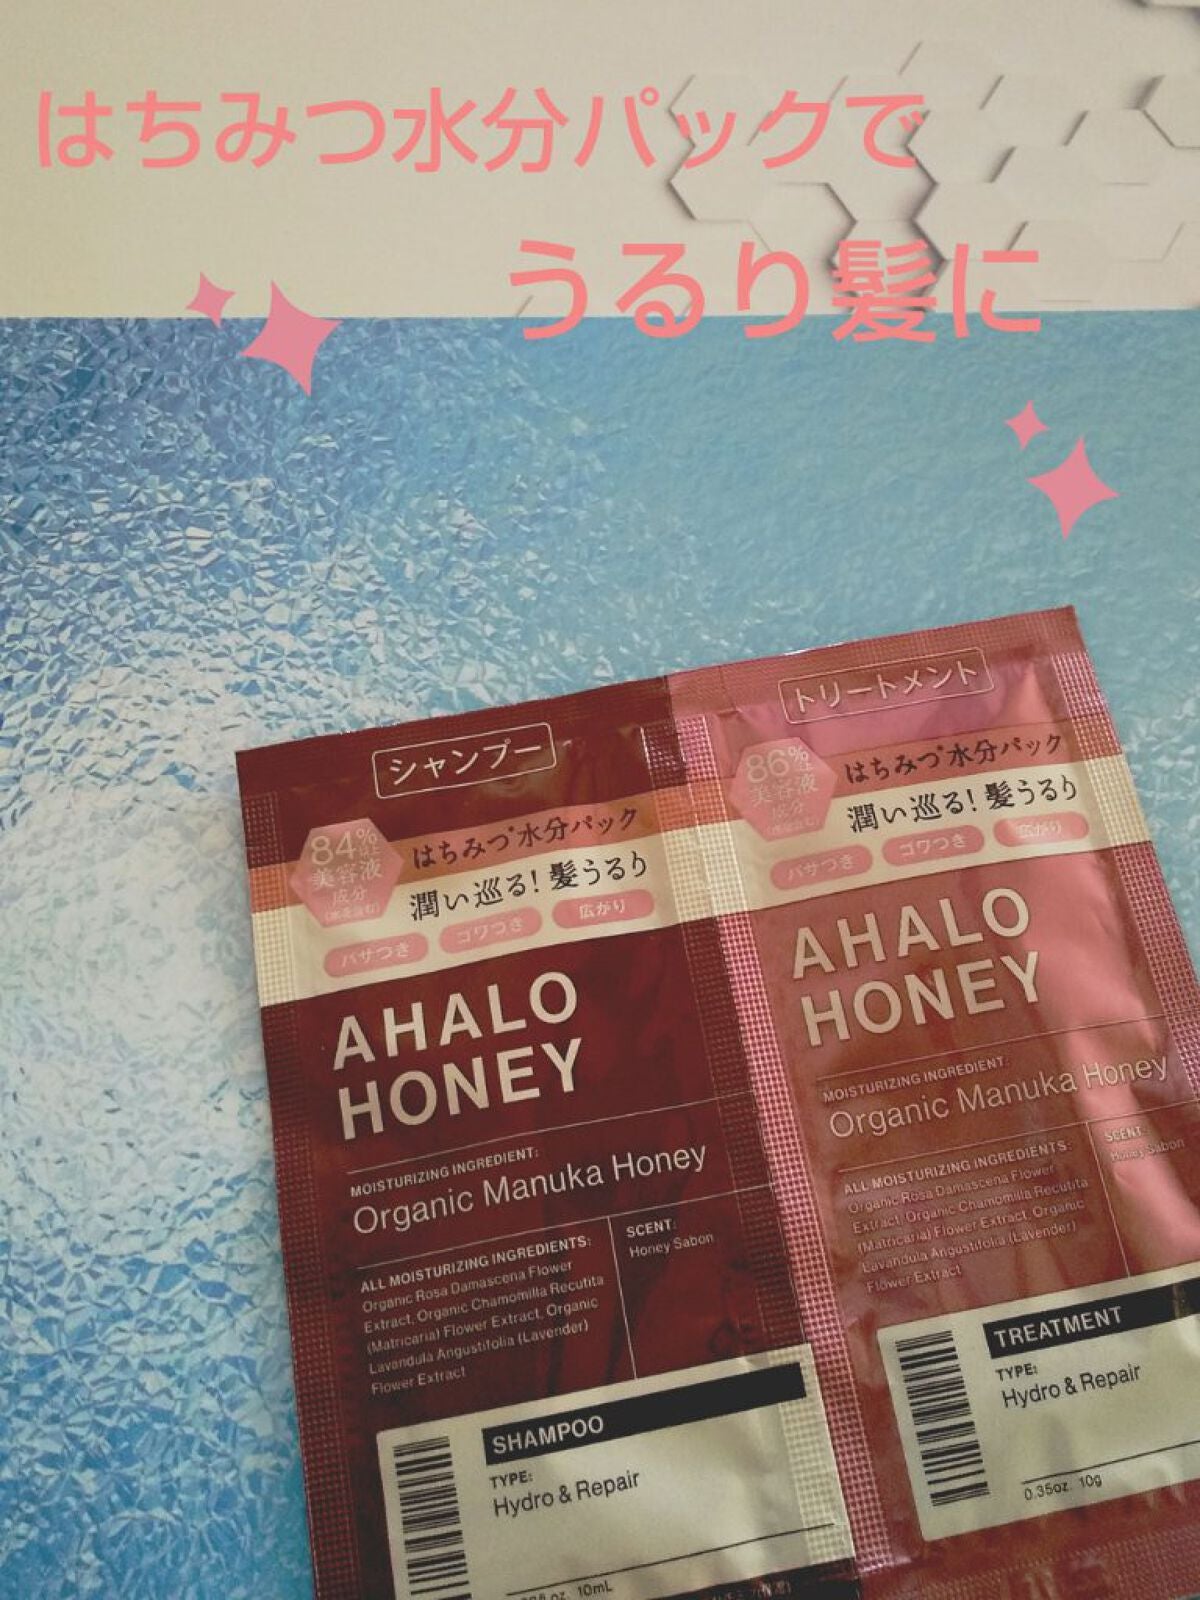 はちみつ水分パックで
うるり髪に
シャンプー
84%
美容液
成分
はちみつ水分パック
潤い巡る!髪うるり
パサつき
ゴワつき
広がり
AHALO
HONEY
MOISTURIZING INGREDIENT:
Organic Manuka Honey
ALL MOISTURIZING INGREDIENTS:
Organic Rosa Damascena Flower
Extract, Organic Chamomilla Recutita
(Matricaria) Flower Extract, Organic
Lavandula Angustifolia (Lavender)
Flower Extract
SCENT:
Honey Sabon
SHAMPOO
TYPE:
Hydro & Repair
10mL
トリートメント
86%
美容液
成分
はちみつ水分パック
潤い巡る!髪うるり
パサつき
ゴワつき
広がり
AHALO
HONEY
MOISTURIZING INGREDIENT:
Organic Manuka Honey
ALL MOISTURIZING INGREDIENTS:
Organic Rosa Damascena Flower
Extract, Organic Chamomilla Recutita
(Matricaria) Flower Extract, Organic
Lavandula Angustifolia (Lavender)
Flower Extract
SCENT:
Honey Sabon
TREATMENT
TYPE:
Hydro & Repair
0.35oz. 10g